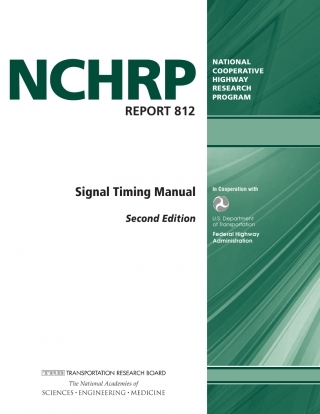 NCHRP
REPORT 812
NATIONAL
COOPERATIVE
HIGHWAY
RESEARCH
PROGRAM
Signal Timing Manual
Second Edition
In Cooperation with
U.S. Department
of Transportation
Federal Highway
Administration
TRB TRANSPORTATION RESEARCH BOARD
The National Academies of
SCIENCES • ENGINEERING • MEDICINE